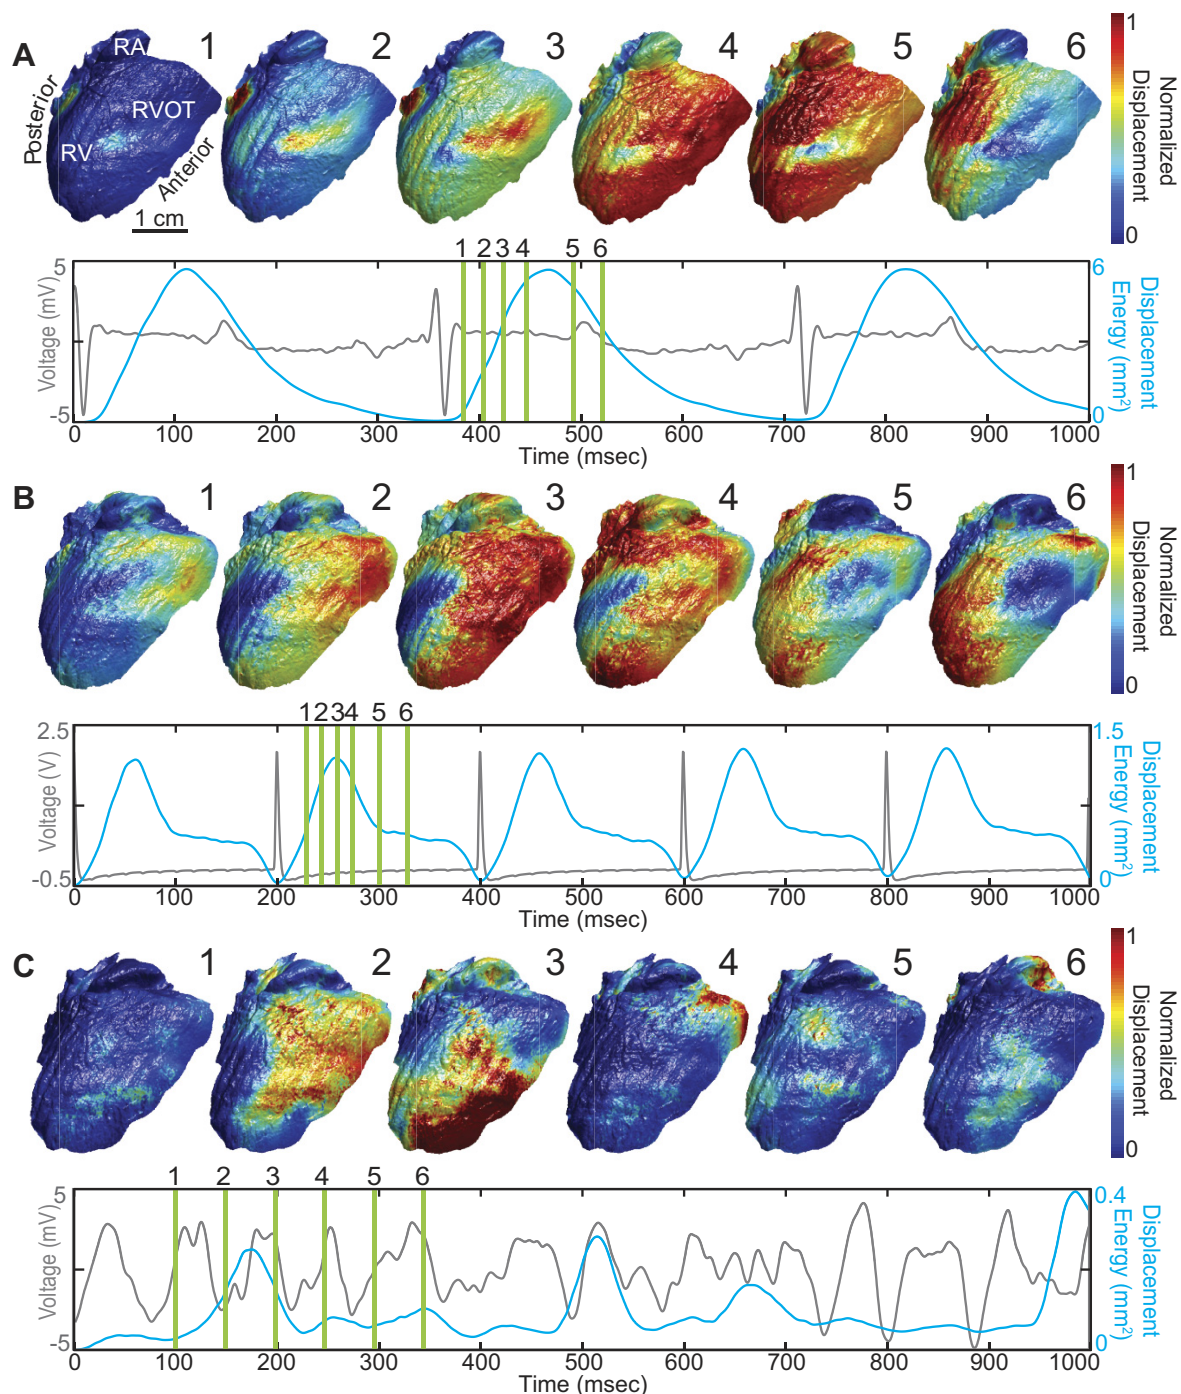 A
RA
1
2
3
4
5
6
Posterior
RVOT
RV
Anterior
1 cm
1
0
Normalized
Displacement
1 2 3 4 5 6
5
-5
Voltage (mV)
6
0
Displacement
Energy (mm²)
0 100 200 300 400 500 600 700 800 900 1000
Time (msec)
B
1
2
3
4
5
6
1
0
Normalized
Displacement
1 2 3 4 5 6
2.5
-0.5
Voltage (V)
1.5
0
Displacement
Energy (mm²)
0 100 200 300 400 500 600 700 800 900 1000
Time (msec)
C
1
2
3
4
5
6
1
0
Normalized
Displacement
1 2 3 4 5 6
5
-5
Voltage (mV)
0.4
0
Displacement
Energy (mm²)
0 100 200 300 400 500 600 700 800 900 1000
Time (msec)